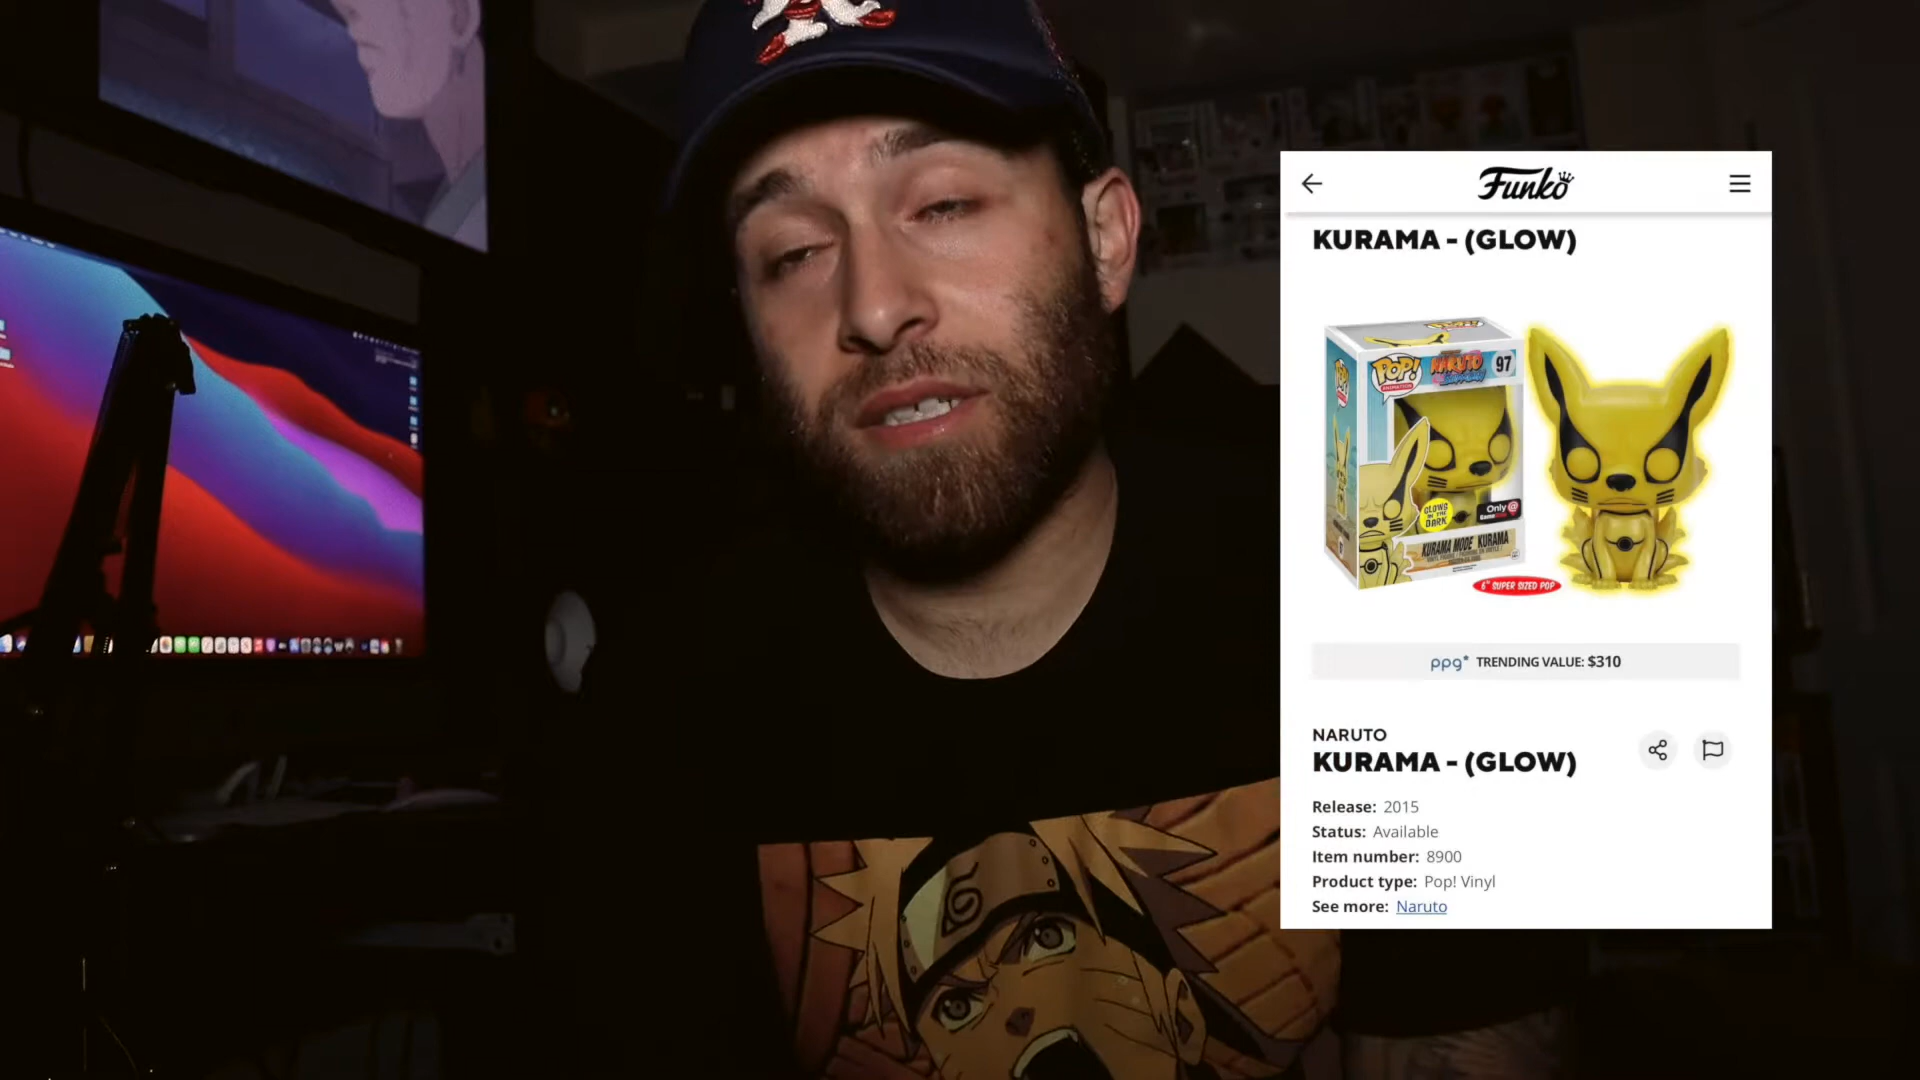 Funko
KURAMA - (GLOW)
POP!
NARUTO
97
GLOWS
IN THE
DARK
Only @
GameStop
KURAMA MODE KURAMA
6" SUPER SIZED POP
ppg* TRENDING VALUE: $310
NARUTO
KURAMA - (GLOW)
Release: 2015
Status: Available
Item number: 8900
Product type: Pop! Vinyl
See more: Naruto